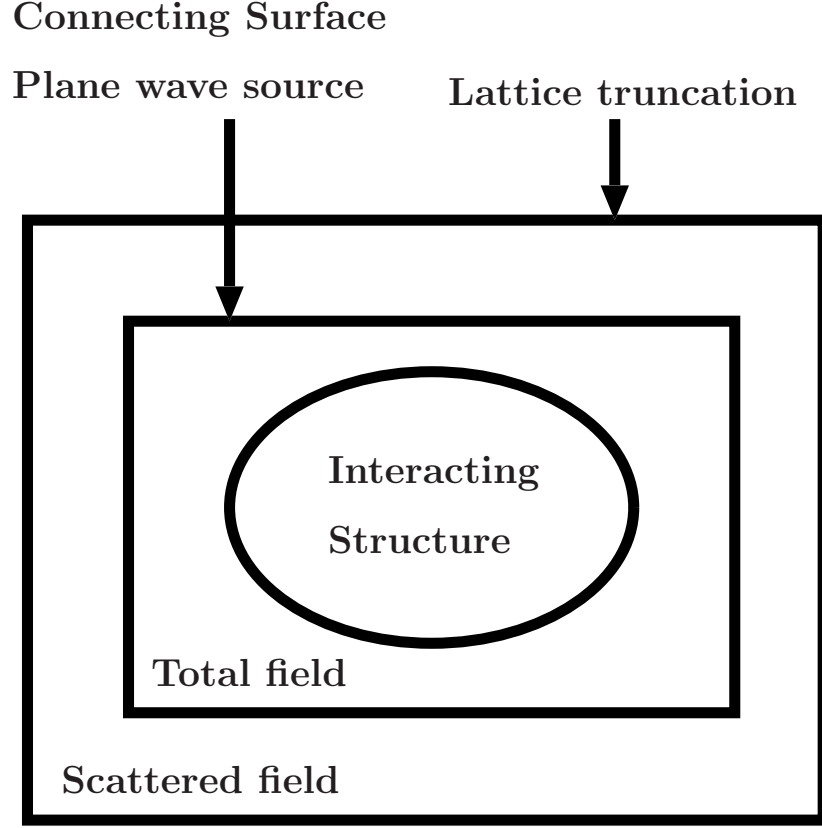 Connecting Surface
Plane wave source
Lattice truncation
Interacting
Structure
Total field
Scattered field